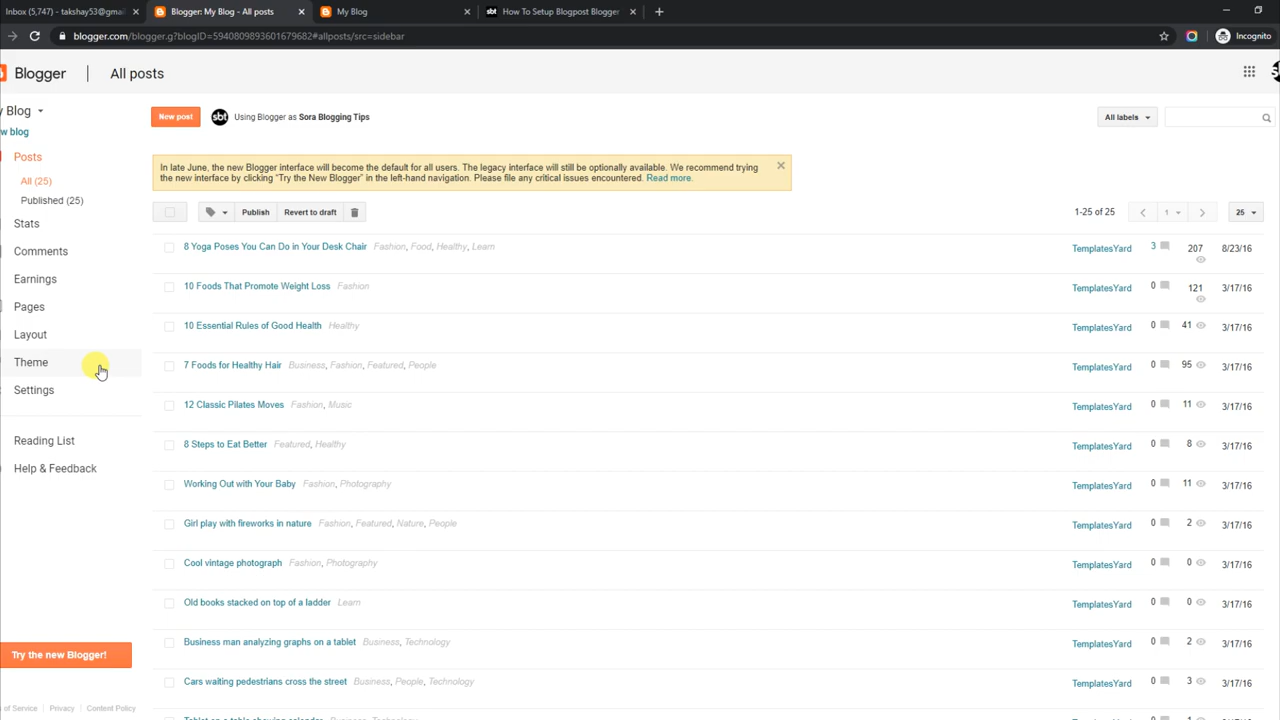 Inbox (5,747) - takshay53@gmai
Blogger: My Blog - All posts
My Blog
How To Setup Blogpost Blogger
blogger.com/blogger.g?blogID=5940809893601679682#allposts/src=sidebar
Incognito
Blogger
All posts
y Blog
New post
sbt
Using Blogger as Sora Blogging Tips
All labels
w blog
Posts
All (25)
Published (25)
Stats
Comments
Earnings
Pages
Layout
Theme
Settings
Reading List
Help & Feedback
Try the new Blogger!
of Service
Privacy
Content Policy
In late June, the new Blogger interface will become the default for all users. The legacy interface will still be optionally available. We recommend trying
the new interface by clicking "Try the New Blogger" in the left-hand navigation. Please file any critical issues encountered. Read more.
Publish
Revert to draft
1-25 of 25
1
25
8 Yoga Poses You Can Do in Your Desk Chair Fashion, Food, Healthy, Learn TemplatesYard 3 207 8/23/16
10 Foods That Promote Weight Loss Fashion TemplatesYard 0 121 3/17/16
10 Essential Rules of Good Health Healthy TemplatesYard 0 41 3/17/16
7 Foods for Healthy Hair Business, Fashion, Featured, People TemplatesYard 0 95 3/17/16
12 Classic Pilates Moves Fashion, Music TemplatesYard 0 11 3/17/16
8 Steps to Eat Better Featured, Healthy TemplatesYard 0 8 3/17/16
Working Out with Your Baby Fashion, Photography TemplatesYard 0 11 3/17/16
Girl play with fireworks in nature Fashion, Featured, Nature, People TemplatesYard 0 2 3/17/16
Cool vintage photograph Fashion, Photography TemplatesYard 0 0 3/17/16
Old books stacked on top of a ladder Learn TemplatesYard 0 0 3/17/16
Business man analyzing graphs on a tablet Business, Technology TemplatesYard 0 2 3/17/16
Cars waiting pedestrians cross the street Business, People, Technology TemplatesYard 0 3 3/17/16